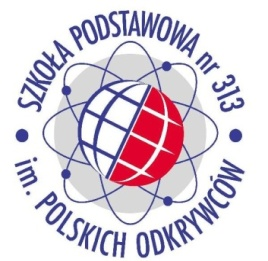 SZKOŁA PODSTAWOWA nr 313
im. POLSKICH ODKRYWCÓW